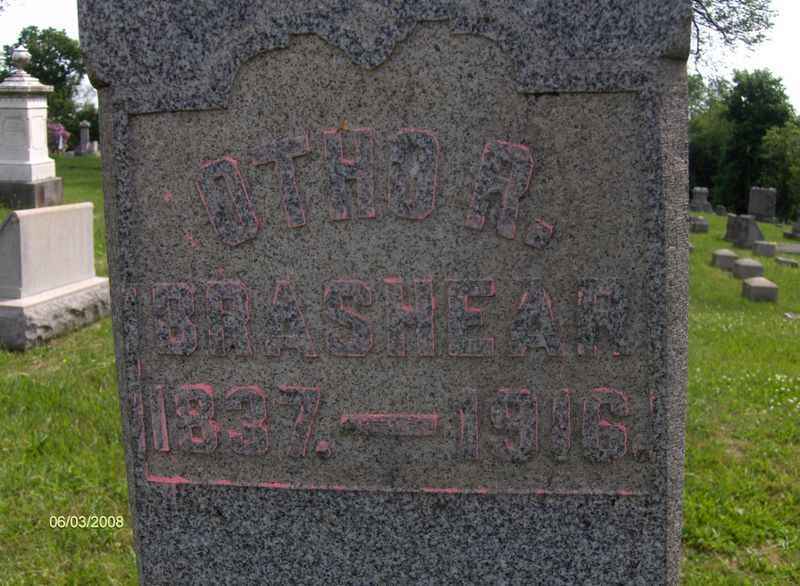 OTHO R.
BRASHEAR
1837.—1916.
06/03/2008